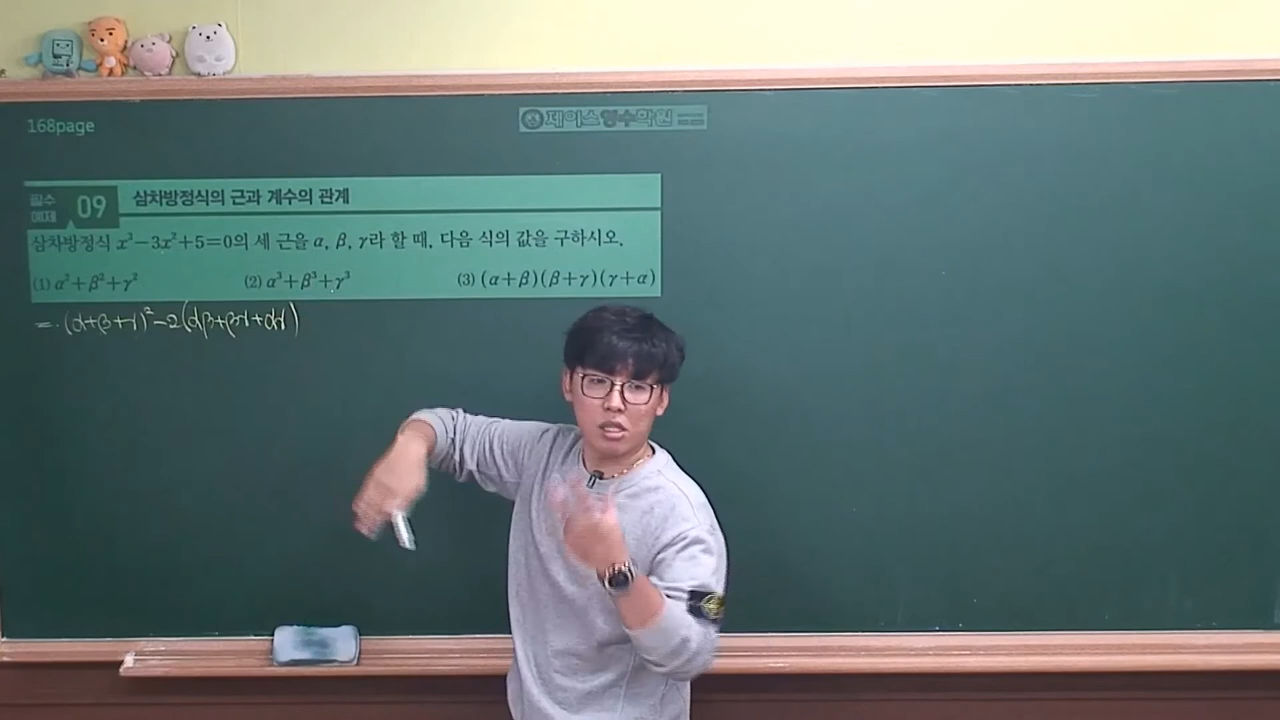 168page
제이스영수학원
필수 예제 09 삼차방정식의 근과 계수의 관계
삼차방정식 x³−3x²+5=0의 세 근을 α, β, γ라 할 때, 다음 식의 값을 구하시오.
(1) α²+β²+γ² (2) α³+β³+γ³ (3) (α+β)(β+γ)(γ+α)
= (α+β+γ)²−2(αβ+βγ+αγ)